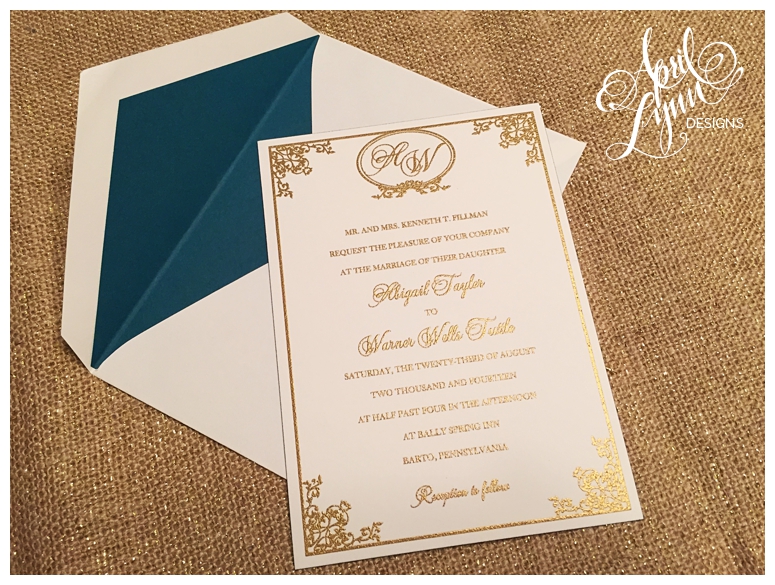 April
Lynn
DESIGNS
AW
MR. AND MRS. KENNETH T. FILLMAN
REQUEST THE PLEASURE OF YOUR COMPANY
AT THE MARRIAGE OF THEIR DAUGHTER
Abigail Taylor
TO
Warner Wells Tuttle
SATURDAY, THE TWENTY-THIRD OF AUGUST
TWO THOUSAND AND FOURTEEN
AT HALF PAST FOUR IN THE AFTERNOON
AT BALLY SPRING INN
BARTO, PENNSYLVANIA
Reception to follow